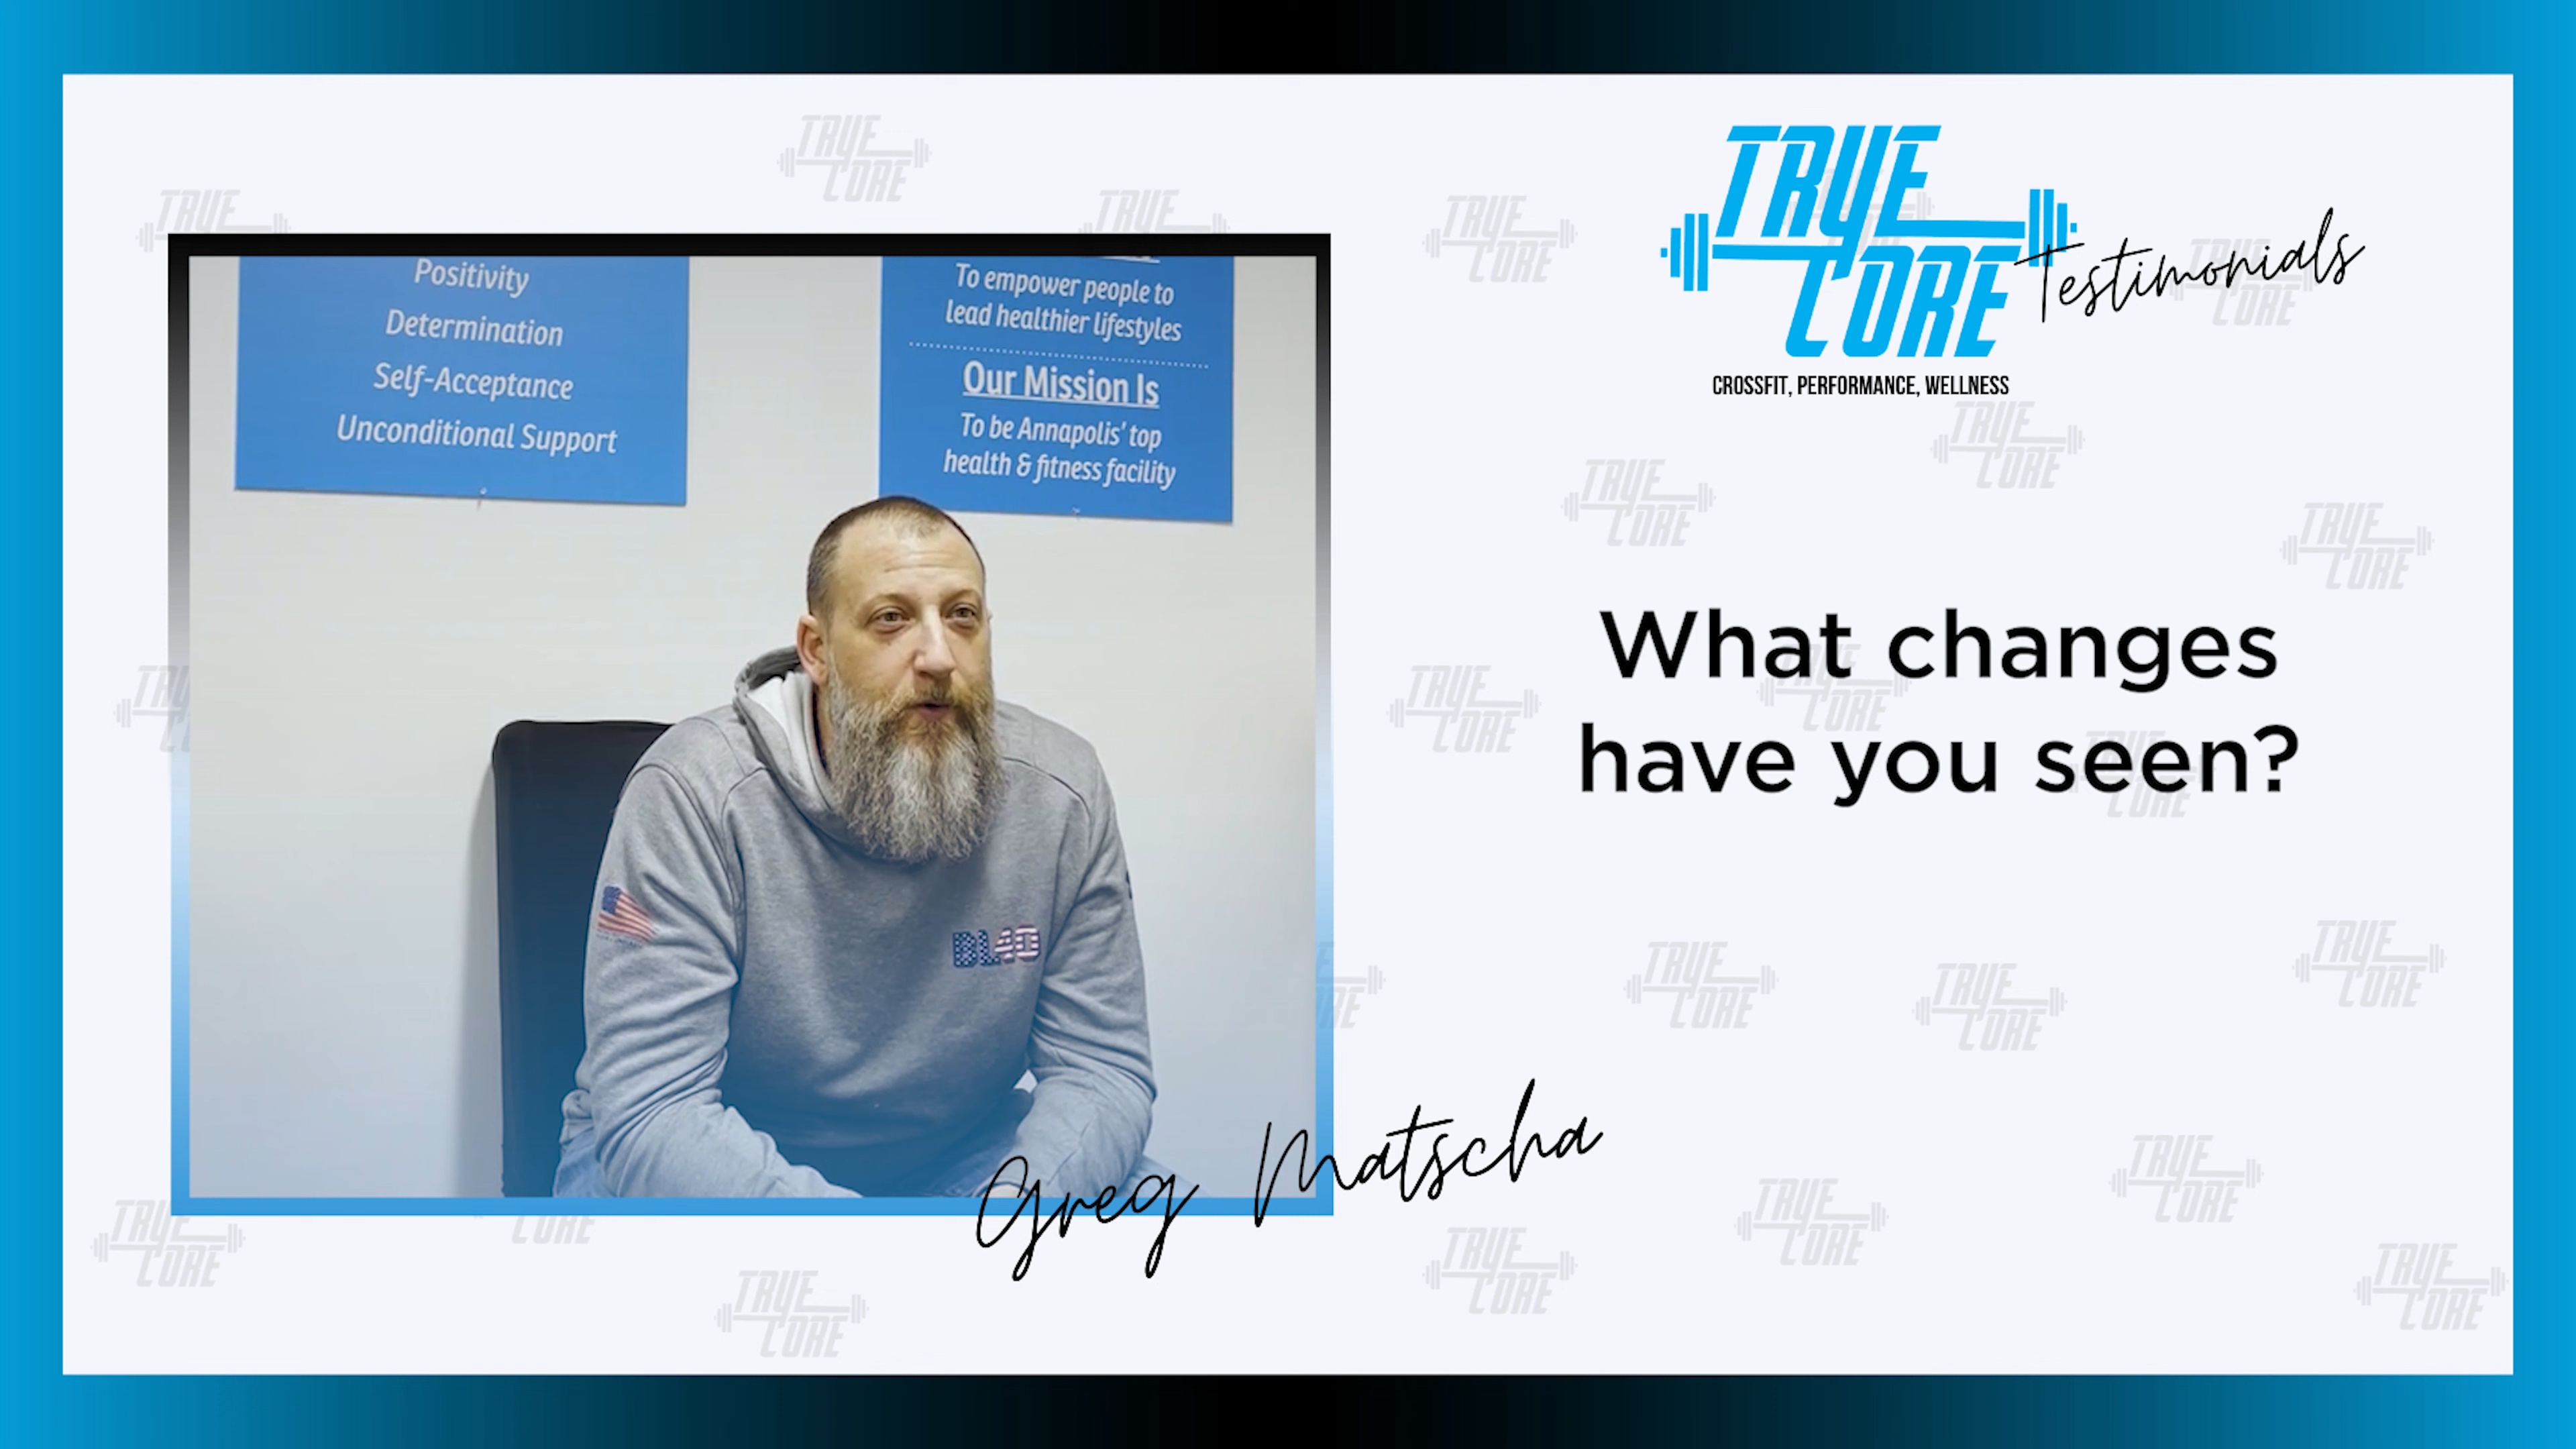 TRUE
CORE
Testimonials
CROSSFIT, PERFORMANCE, WELLNESS
Positivity
Determination
Self-Acceptance
Unconditional Support
To empower people to
lead healthier lifestyles
Our Mission Is
To be Annapolis' top
health & fitness facility
What changes
have you seen?
BL40
Greg Matscha